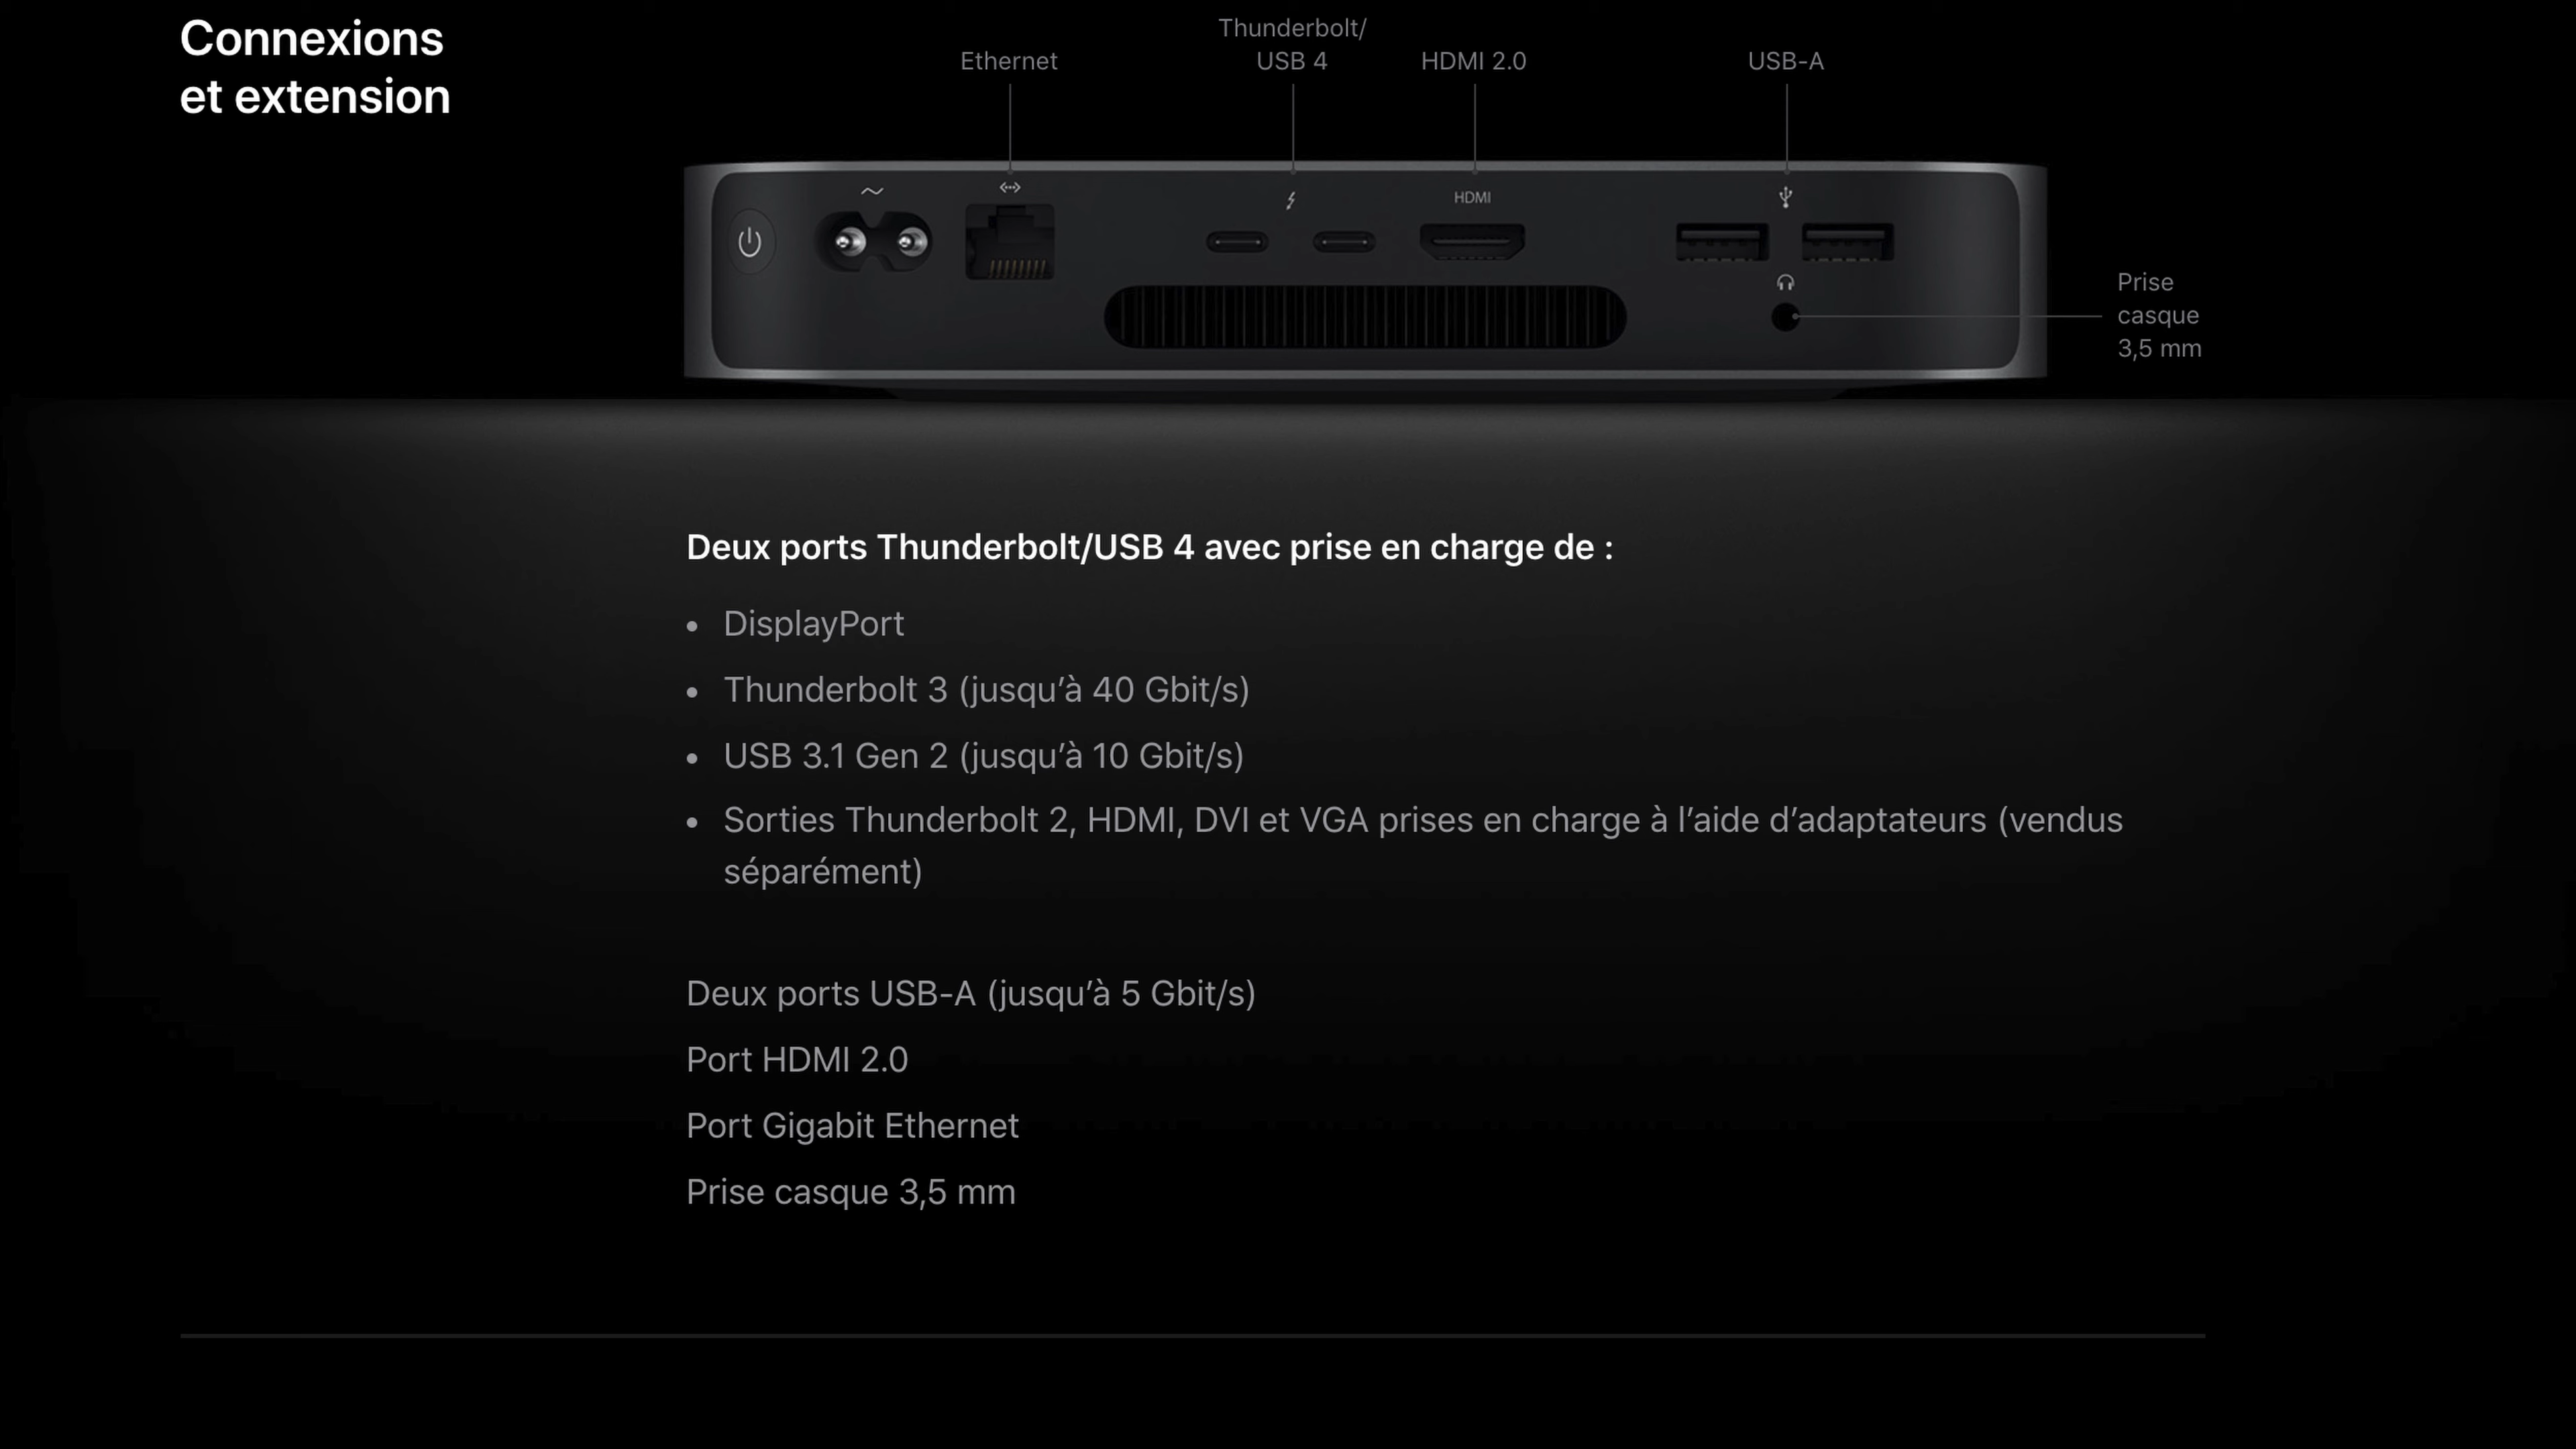 Connexions
et extension
Ethernet
Thunderbolt/
USB 4
HDMI 2.0
USB-A
HDMI
Prise
casque
3,5 mm
Deux ports Thunderbolt/USB 4 avec prise en charge de :
• DisplayPort
• Thunderbolt 3 (jusqu’à 40 Gbit/s)
• USB 3.1 Gen 2 (jusqu’à 10 Gbit/s)
• Sorties Thunderbolt 2, HDMI, DVI et VGA prises en charge à l’aide d’adaptateurs (vendus
séparément)
Deux ports USB-A (jusqu’à 5 Gbit/s)
Port HDMI 2.0
Port Gigabit Ethernet
Prise casque 3,5 mm